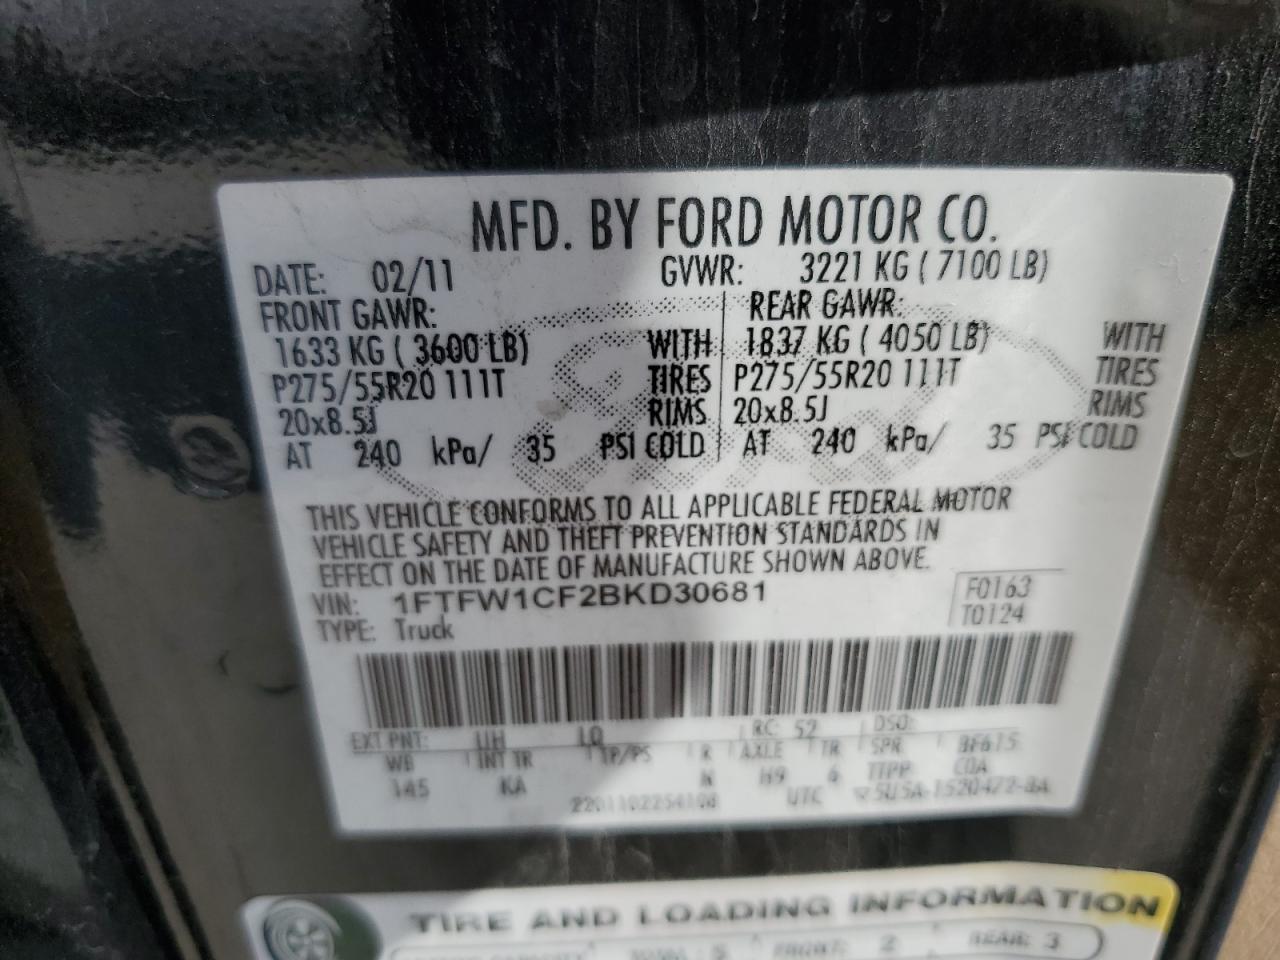 MFD. BY FORD MOTOR CO.
DATE: 02/11 GVWR: 3221 KG ( 7100 LB)
FRONT GAWR: REAR GAWR:
1633 KG ( 3600 LB) WITH 1837 KG ( 4050 LB) WITH
P275/55R20 111T TIRES P275/55R20 111T TIRES
20x8.5J RIMS 20x8.5J RIMS
AT 240 kPa/ 35 PSI COLD AT 240 kPa/ 35 PSI COLD
THIS VEHICLE CONFORMS TO ALL APPLICABLE FEDERAL MOTOR
VEHICLE SAFETY AND THEFT PREVENTION STANDARDS IN
EFFECT ON THE DATE OF MANUFACTURE SHOWN ABOVE.
VIN: 1FTFW1CF2BKD30681 F0163
TYPE: Truck T0124
EXT PNT: UH LQ RC: 52 DSO:
WB INT TR TP/PS R AXLE TR SPR BF615
145 KA N H9 6 TTPP CDA
UTC
TIRE AND LOADING INFORMATION
5 FRONT: 2 REAR: 3